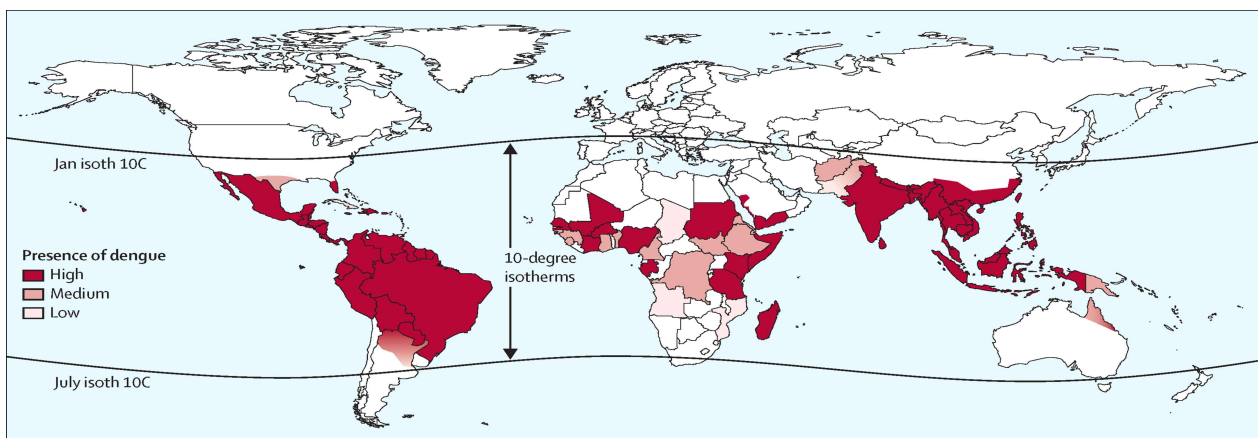 Jan isoth 10C
Presence of dengue
High
Medium
Low
10-degree
isotherms
July isoth 10C